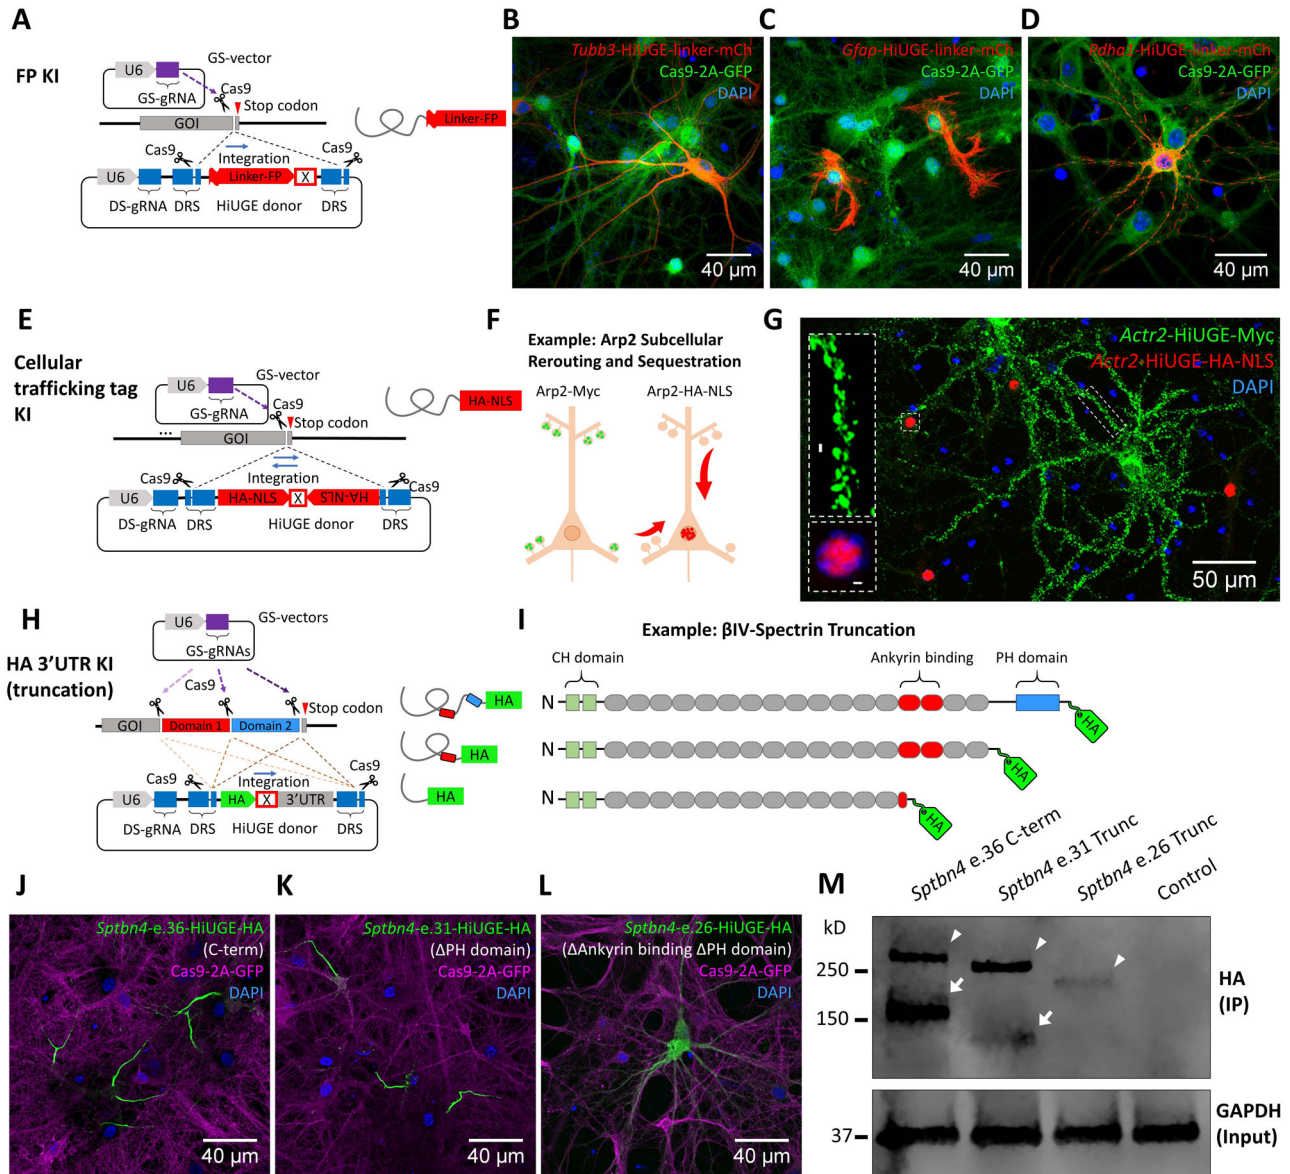 A
FP KI
U6
GS-vector
GS-gRNA
Cas9
Stop codon
GOI
Cas9
Integration
Cas9
U6
Linker-FP
X
DS-gRNA
DRS
HiUGE donor
DRS
Linker-FP
B
Tubb3-HiUGE-linker-mCh
Cas9-2A-GFP
DAPI
40 µm
C
Gfap-HiUGE-linker-mCh
Cas9-2A-GFP
DAPI
40 µm
D
Rdha1-HiUGE-linker-mCh
Cas9-2A-GFP
DAPI
40 µm
E
Cellular
trafficking tag
KI
U6
GS-vector
GS-gRNA
Cas9
Stop codon
...
GOI
Integration
Cas9
Cas9
U6
HA-NLS
X
HA-NLS
DS-gRNA
DRS
HiUGE donor
DRS
HA-NLS
F
Example: Arp2 Subcellular
Rerouting and Sequestration
Arp2-Myc
Arp2-HA-NLS
G
Actr2-HiUGE-Myc
Actr2-HiUGE-HA-NLS
DAPI
50 µm
H
HA 3’UTR KI
(truncation)
U6
GS-vectors
GS-gRNAs
Cas9
Stop codon
GOI
Domain 1
Domain 2
Cas9
Integration
Cas9
U6
HA
X
3’UTR
DS-gRNA
DRS
HiUGE donor
DRS
HA
HA
HA
I
Example: βIV-Spectrin Truncation
CH domain
Ankyrin binding
PH domain
N
HA
N
HA
N
HA
J
Sptbn4-e.36-HiUGE-HA
(C-term)
Cas9-2A-GFP
DAPI
40 µm
K
Sptbn4-e.31-HiUGE-HA
(ΔPH domain)
Cas9-2A-GFP
DAPI
40 µm
L
Sptbn4-e.26-HiUGE-HA
(ΔAnkyrin binding ΔPH domain)
Cas9-2A-GFP
DAPI
40 µm
M
Sptbn4 e.36 C-term
Sptbn4 e.31 Trunc
Sptbn4 e.26 Trunc
Control
kD
250
150
HA
(IP)
37
GAPDH
(Input)